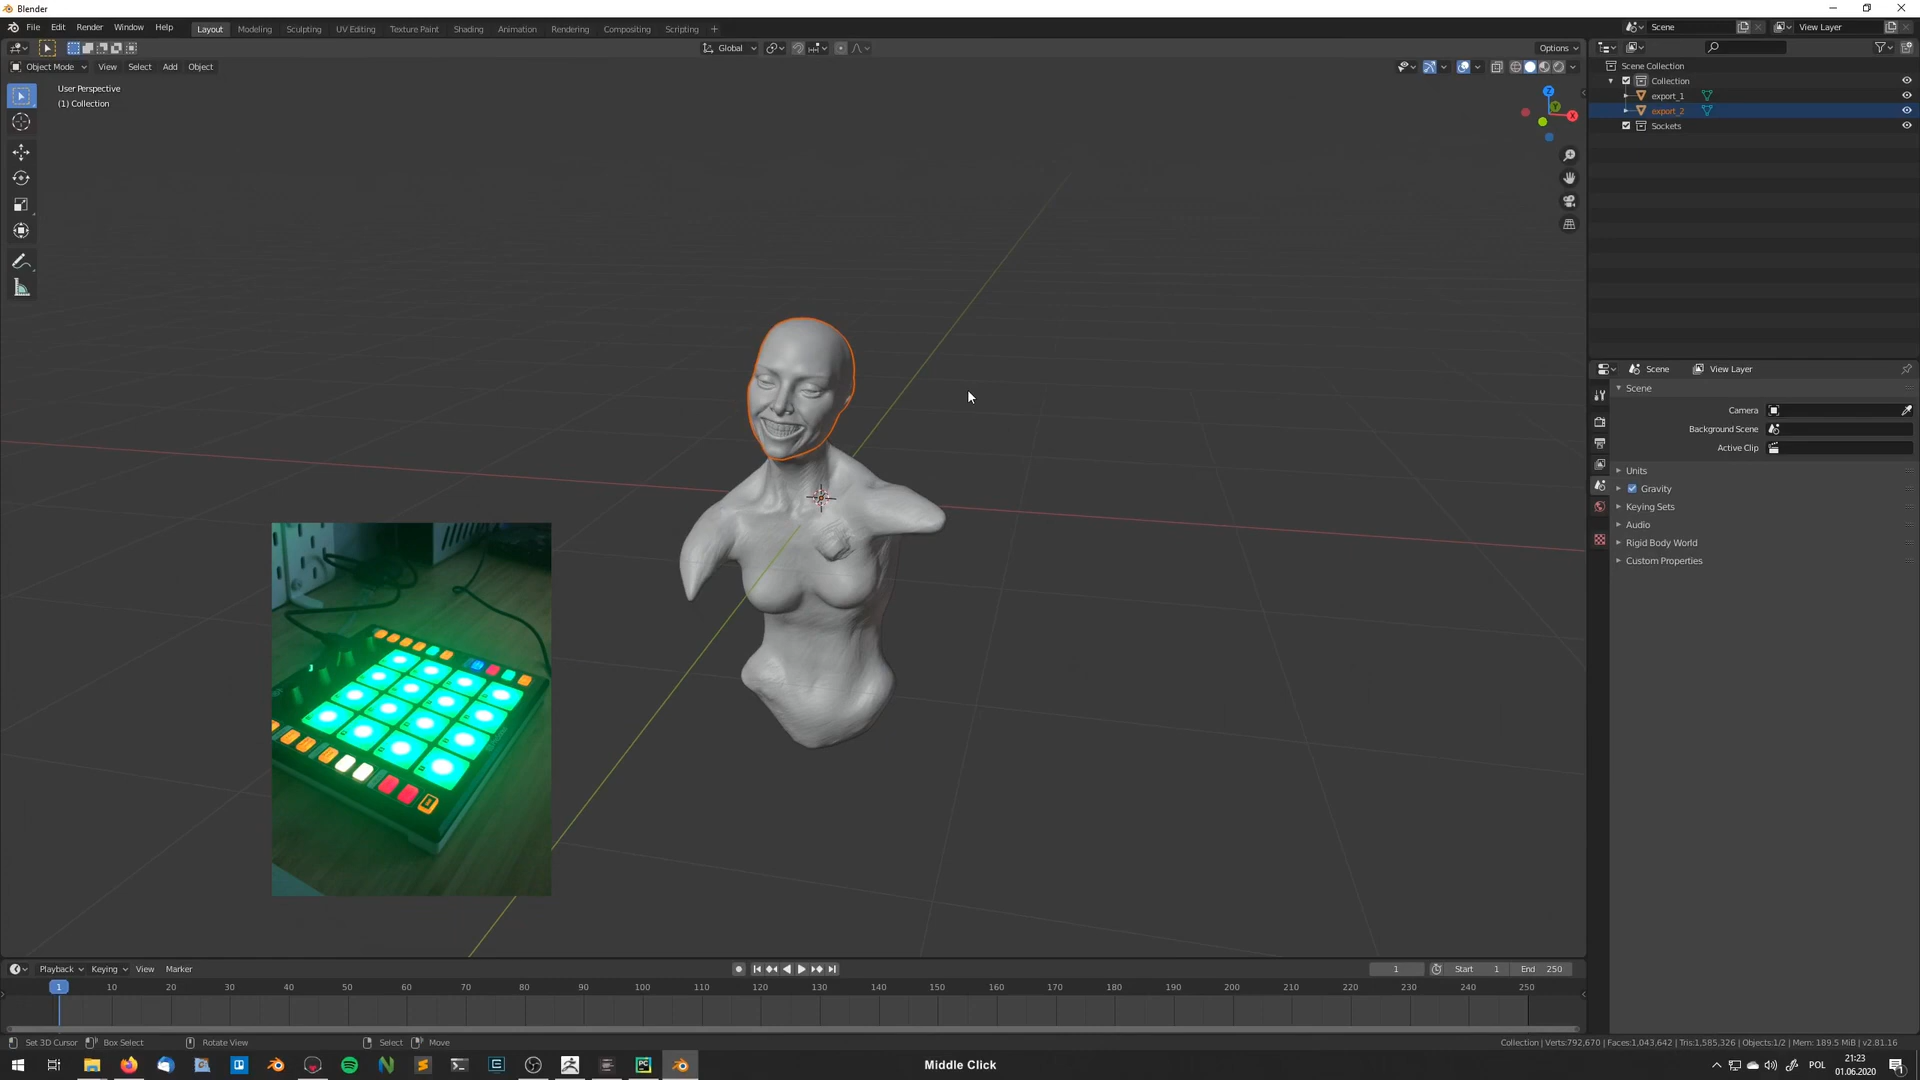 Blender
File Edit Render Window Help
Layout Modeling Sculpting UV Editing Texture Paint Shading Animation Rendering Compositing Scripting +
Scene
View Layer
Global
Options
Object Mode View Select Add Object
User Perspective
(1) Collection
Z
Y
X
Scene Collection
Collection
export_1
export_2
Sockets
Scene View Layer
Scene
Camera
Background Scene
Active Clip
Units
Gravity
Keying Sets
Audio
Rigid Body World
Custom Properties
Playback Keying View Marker
1 Start 1 End 250
1 10 20 30 40 50 60 70 80 90 100 110 120 130 140 150 160 170 180 190 200 210 220 230 240 250
Set 3D Cursor Box Select Rotate View Select Move
Collection | Verts:792,670 | Faces:1,043,642 | Tris:1,585,326 | Objects:1/2 | Mem: 189.5 MiB | v2.81.16
Middle Click
POL
21:23
01.06.2020